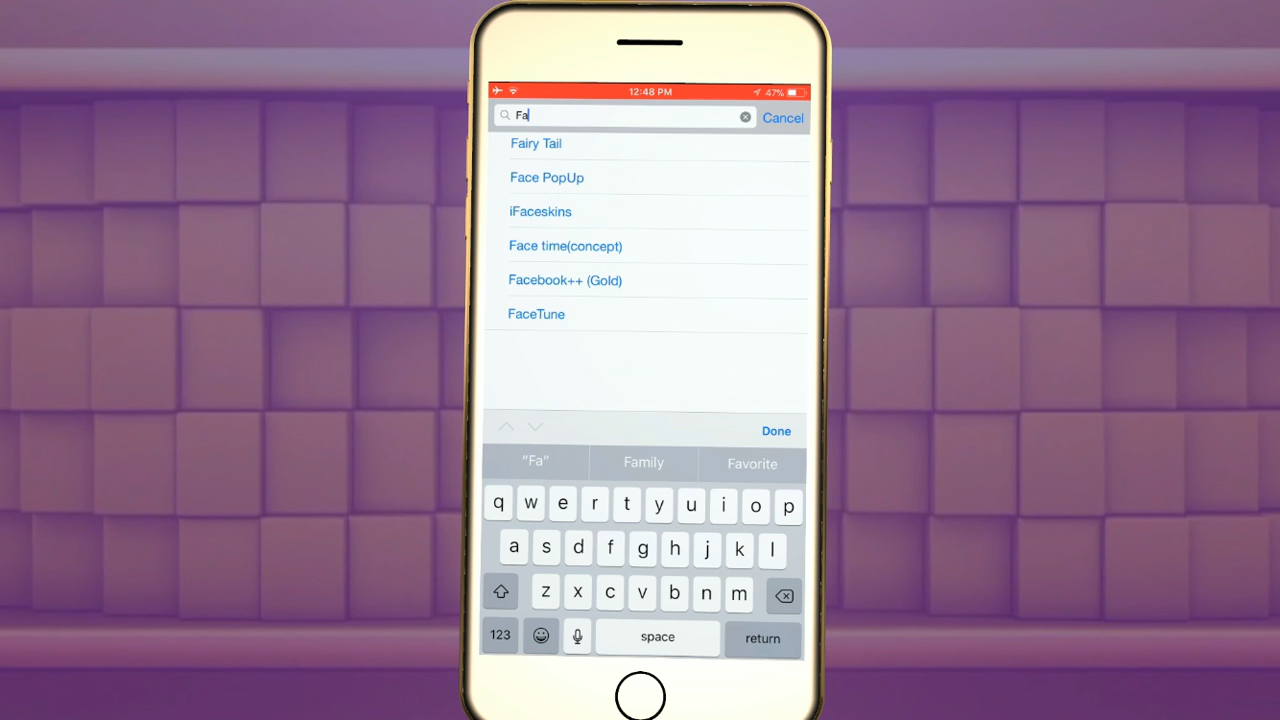 12:48 PM
47%
Fa
Cancel
Fairy Tail
Face PopUp
iFaceskins
Face time(concept)
Facebook++ (Gold)
FaceTune
Done
“Fa” Family Favorite
q w e r t y u i o p
a s d f g h j k l
z x c v b n m
123 space return